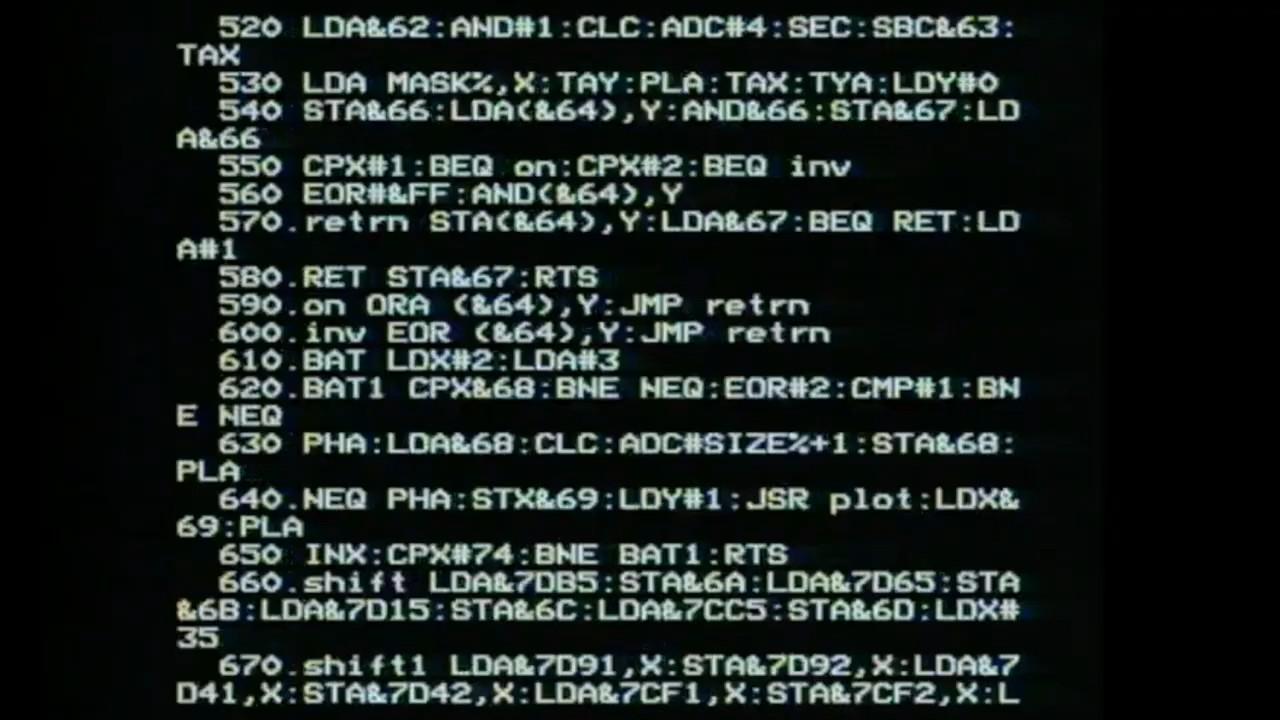 520 LDA&62:AND#1:CLC:ADC#4:SEC:SBC&63:
TAX
530 LDA MASK%,X:TAY:PLA:TAX:TYA:LDY#0
540 STA&66:LDA(&64),Y:AND&66:STA&67:LD
A&66
550 CPX#1:BEQ on:CPX#2:BEQ inv
560 EOR#&FF:AND(&64),Y
570.retrn STA(&64),Y:LDA&67:BEQ RET:LD
A#1
580.RET STA&67:RTS
590.on ORA (&64),Y:JMP retrn
600.inv EOR (&64),Y:JMP retrn
610.BAT LDX#2:LDA#3
620.BAT1 CPX&68:BNE NEQ:EOR#2:CMP#1:BN
E NEQ
630 PHA:LDA&68:CLC:ADC#SIZE%+1:STA&68:
PLA
640.NEQ PHA:STX&69:LDY#1:JSR plot:LDX&
69:PLA
650 INX:CPX#74:BNE BAT1:RTS
660.shift LDA&7DB5:STA&6A:LDA&7D65:STA
&6B:LDA&7D15:STA&6C:LDA&7CC5:STA&6D:LDX#
35
670.shift1 LDA&7D91,X:STA&7D92,X:LDA&7
D41,X:STA&7D42,X:LDA&7CF1,X:STA&7CF2,X:L